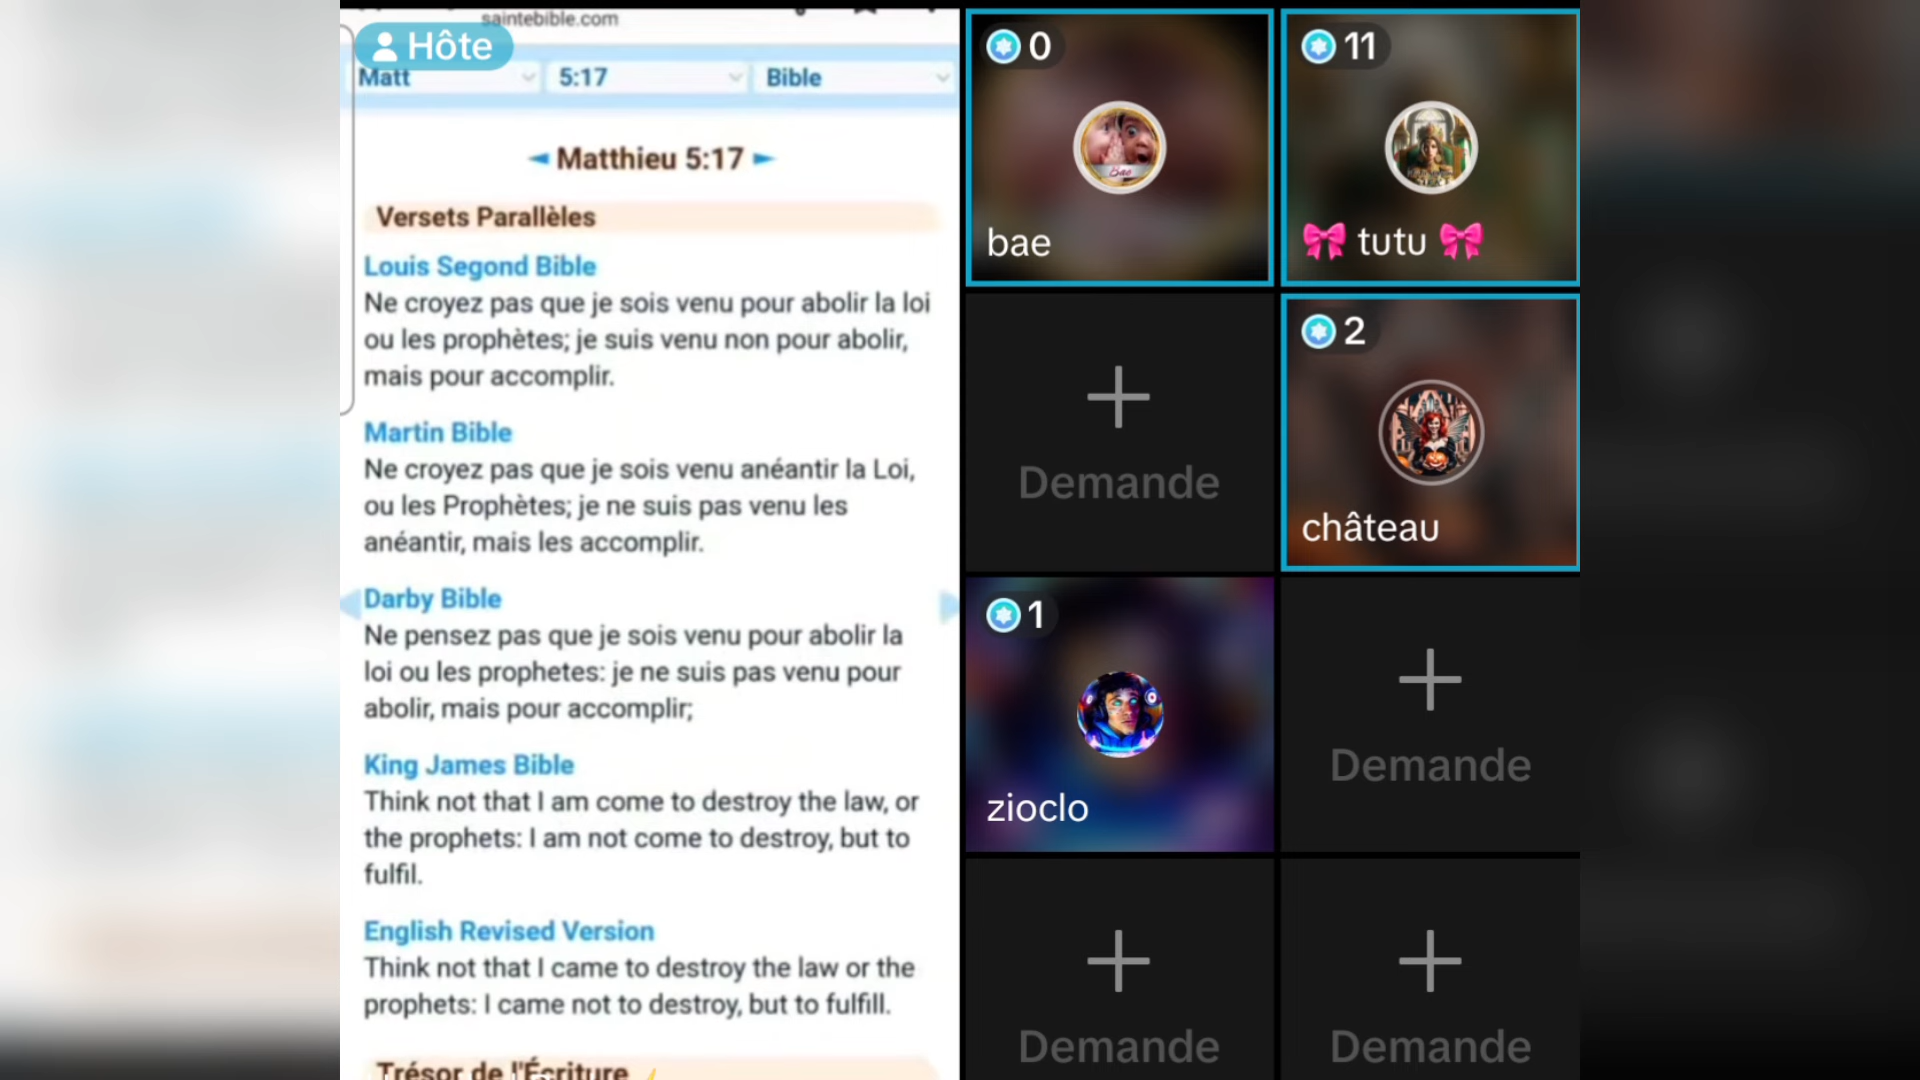 saintebible.com
Hôte
Matt
5:17
Bible
Matthieu 5:17
Versets Parallèles
Louis Segond Bible
Ne croyez pas que je sois venu pour abolir la loi
ou les prophètes; je suis venu non pour abolir,
mais pour accomplir.
Martin Bible
Ne croyez pas que je sois venu anéantir la Loi,
ou les Prophètes; je ne suis pas venu les
anéantir, mais les accomplir.
Darby Bible
Ne pensez pas que je sois venu pour abolir la
loi ou les prophetes: je ne suis pas venu pour
abolir, mais pour accomplir;
King James Bible
Think not that I am come to destroy the law, or
the prophets: I am not come to destroy, but to
fulfil.
English Revised Version
Think not that I came to destroy the law or the
prophets: I came not to destroy, but to fulfill.
Trésor de l'Écriture
0
Bae
bae
11
🎀 tutu 🎀
Demande
2
château
1
zioclo
Demande
Demande
Demande